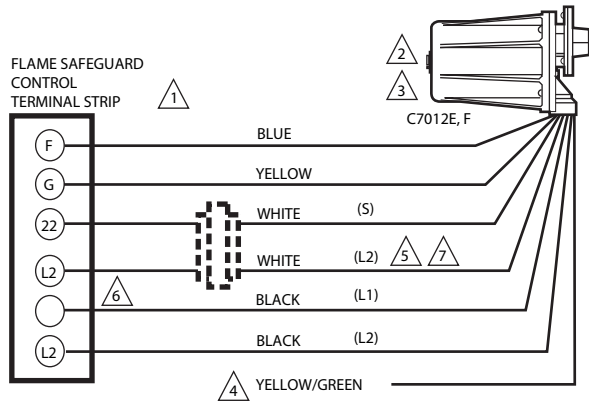 FLAME SAFEGUARD
CONTROL
TERMINAL STRIP
1
2
3
C7012E, F
F
BLUE
G
YELLOW
22
WHITE (S)
L2
WHITE (L2) 5 7
6
BLACK (L1)
L2
BLACK (L2)
4 YELLOW/GREEN